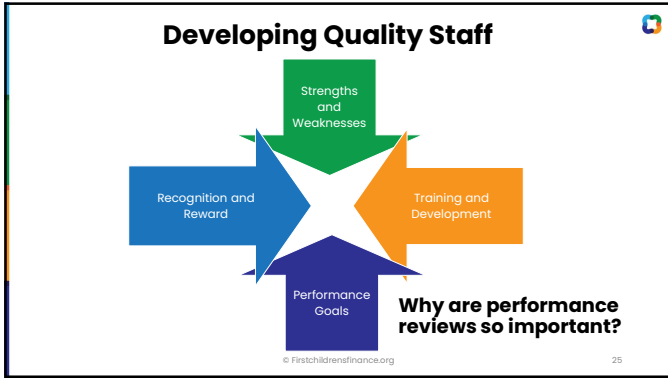 Developing Quality Staff
Strengths
and
Weaknesses
Recognition and
Reward
Training and
Development
Performance
Goals
Why are performance
reviews so important?
© Firstchildrensfinance.org
25